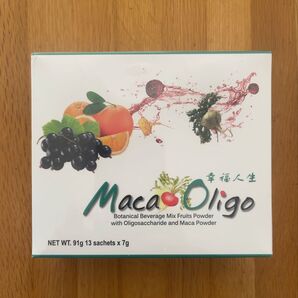 幸福人生
Maca Oligo
Botanical Beverage Mix Fruits Powder
with Oligosaccharide and Maca Powder
NET WT. 91g 13 sachets x 7g